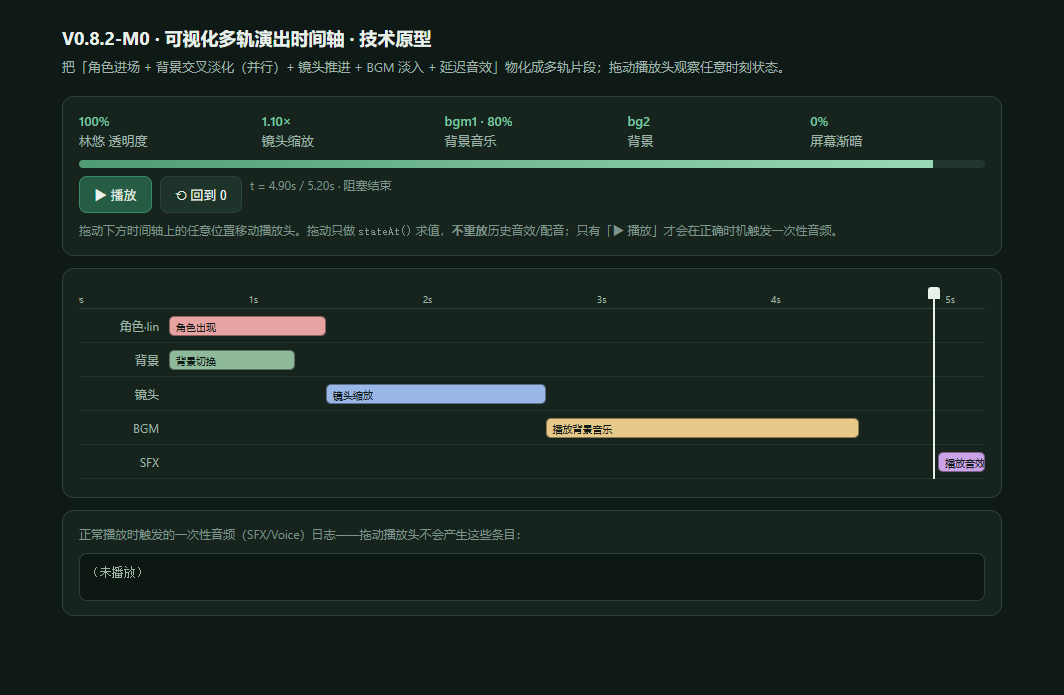 V0.8.2-M0 · 可视化多轨演出时间轴 · 技术原型
把「角色进场 + 背景交叉淡化（并行）+ 镜头推进 + BGM 淡入 + 延迟音效」物化成多轨片段；拖动播放头观察任意时刻状态。
100% 1.10× bgm1 · 80% bg2 0%
林悠 透明度 镜头缩放 背景音乐 背景 屏幕渐暗
▶ 播放 ⟲ 回到 0 t = 4.90s / 5.20s · 阻塞结束
拖动下方时间轴上的任意位置移动播放头。拖动只做 stateAt() 求值，不重放历史音效/配音；只有「▶ 播放」才会在正确时机触发一次性音频。
s 1s 2s 3s 4s 5s
角色·lin 角色出现
背景 背景切换
镜头 镜头缩放
BGM 播放背景音乐
SFX 播放音效
正常播放时触发的一次性音频（SFX/Voice）日志——拖动播放头不会产生这些条目：
（未播放）